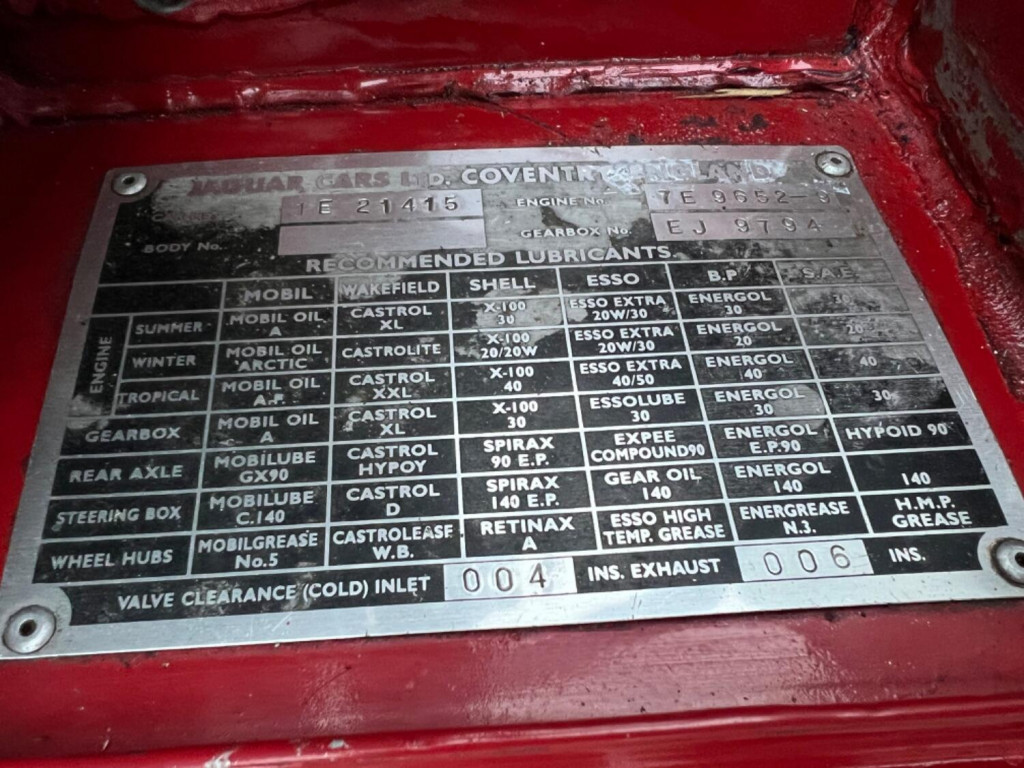 JAGUAR CARS LTD. COVENTRY ENGLAND
1E 21415 ENGINE No. 7E 9652-9
BODY No. GEARBOX No. EJ 9794
RECOMMENDED LUBRICANTS
MOBIL WAKEFIELD SHELL ESSO B.P. S.A.E.
ENGINE
SUMMER MOBIL OIL A CASTROL XL X-100 30 ESSO EXTRA 20W/30 ENERGOL 30 30
WINTER MOBIL OIL ARCTIC CASTROLITE X-100 20/20W ESSO EXTRA 20W/30 ENERGOL 20 20
TROPICAL MOBIL OIL A.F. CASTROL XXL X-100 40 ESSO EXTRA 40/50 ENERGOL 40 40
GEARBOX MOBIL OIL A CASTROL XL X-100 30 ESSOLUBE 30 ENERGOL 30 30
REAR AXLE MOBILUBE GX90 CASTROL HYPOY SPIRAX 90 E.P. EXPEE COMPOUND90 ENERGOL E.P.90 HYPOID 90
STEERING BOX MOBILUBE C.140 CASTROL D SPIRAX 140 E.P. GEAR OIL 140 ENERGOL 140 140
WHEEL HUBS MOBILGREASE No.5 CASTROLEASE W.B. RETINAX A ESSO HIGH TEMP. GREASE ENERGREASE N.3. H.M.P. GREASE
VALVE CLEARANCE (COLD) INLET 004 INS. EXHAUST 006 INS.